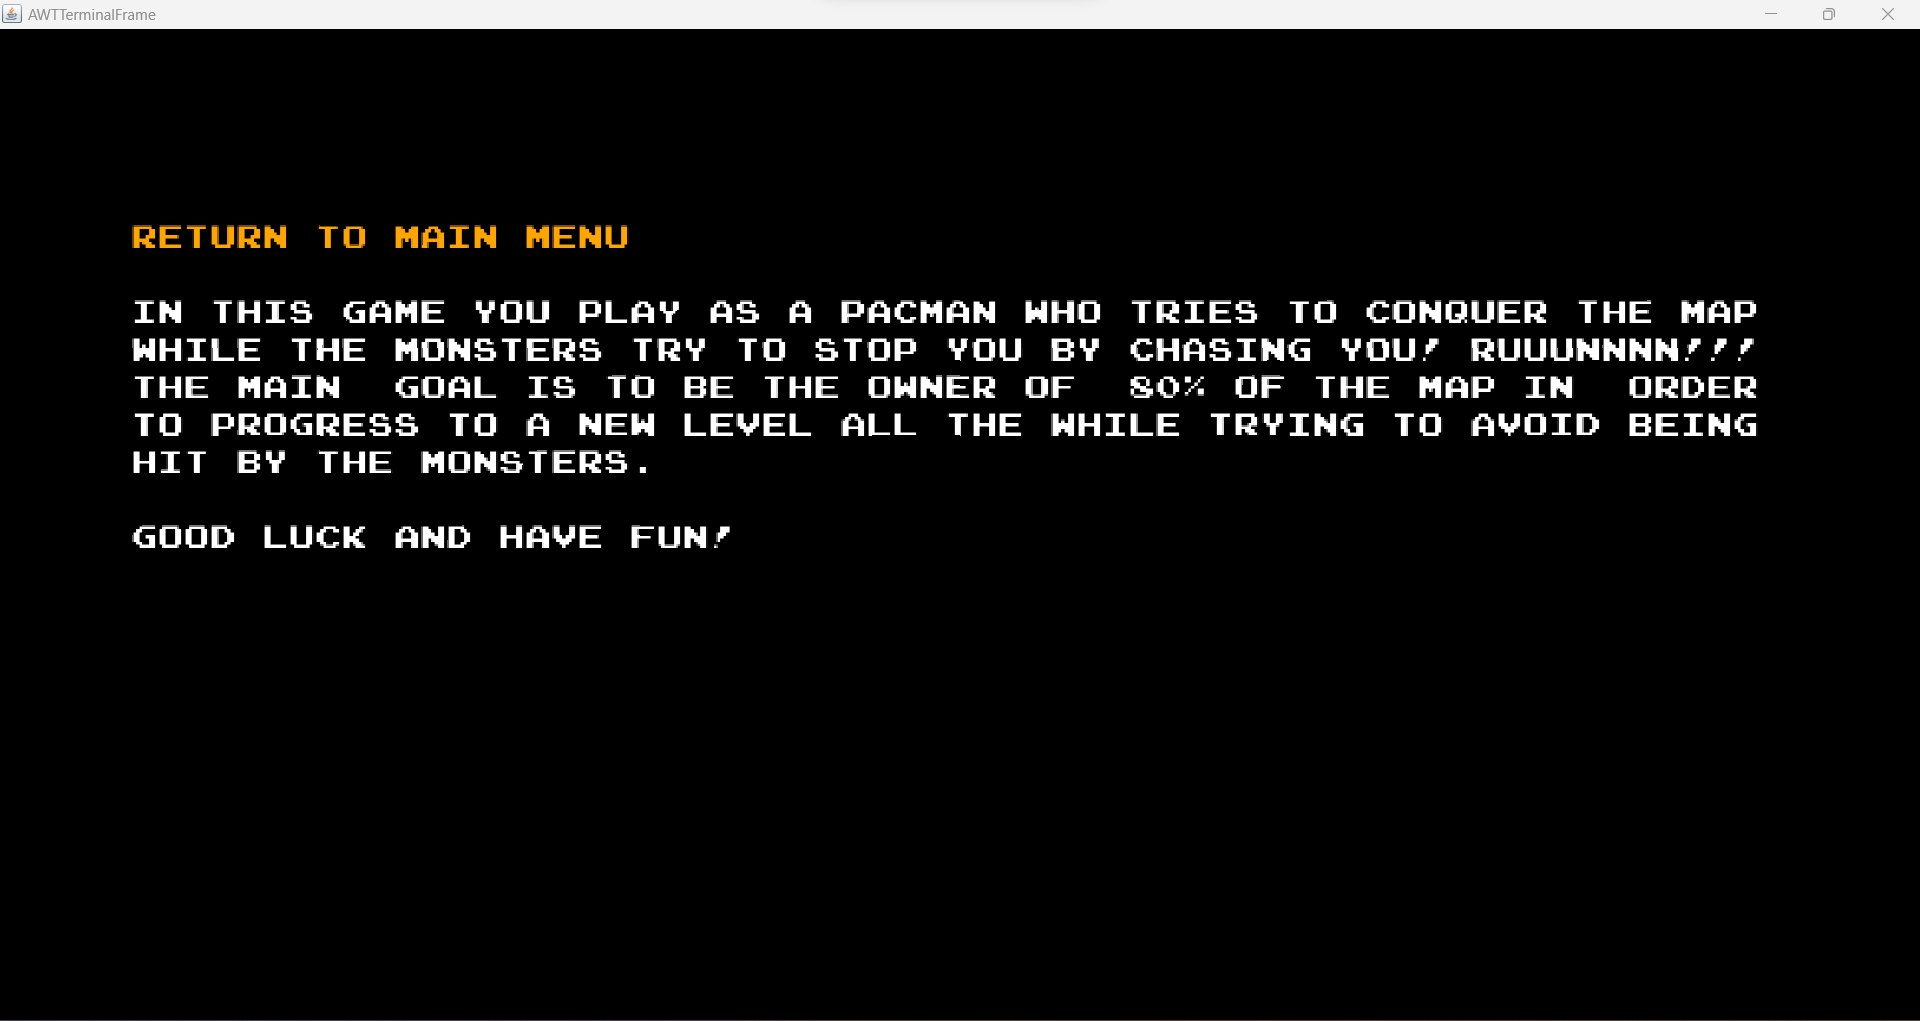 AWTTerminalFrame
RETURN TO MAIN MENU
IN THIS GAME YOU PLAY AS A PACMAN WHO TRIES TO CONQUER THE MAP
WHILE THE MONSTERS TRY TO STOP YOU BY CHASING YOU! RUUUNNNN!!!
THE MAIN  GOAL IS TO BE THE OWNER OF  80% OF THE MAP IN  ORDER
TO PROGRESS TO A NEW LEVEL ALL THE WHILE TRYING TO AVOID BEING
HIT BY THE MONSTERS.
GOOD LUCK AND HAVE FUN!